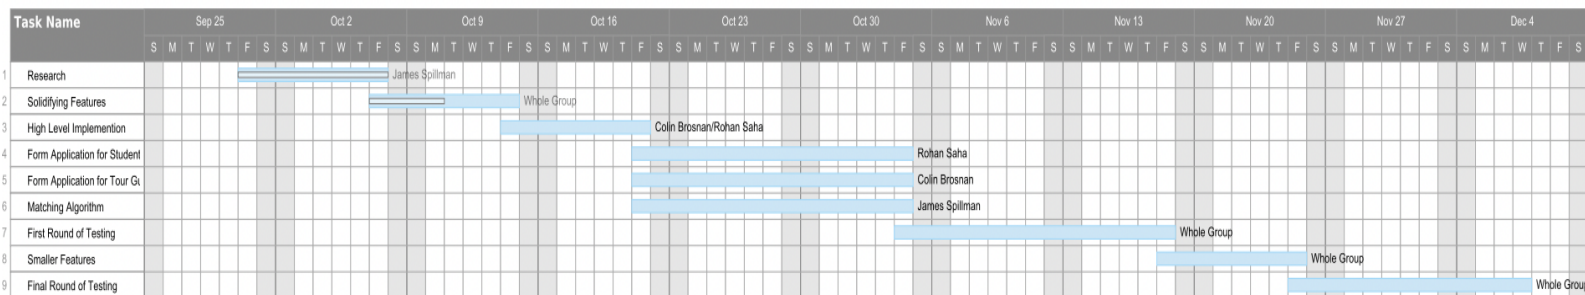 Task Name
Sep 25 Oct 2 Oct 9 Oct 16 Oct 23 Oct 30 Nov 6 Nov 13 Nov 20 Nov 27 Dec 4
S M T W T F S S M T W T F S S M T W T F S S M T W T F S S M T W T F S S M T W T F S S M T W T F S S M T W T F S S M T W T F S S M T W T F S S M T W T F S
1 Research James Spillman
2 Solidifying Features Whole Group
3 High Level Implemention Colin Brosnan/Rohan Saha
4 Form Application for Student Rohan Saha
5 Form Application for Tour Gu Colin Brosnan
6 Matching Algorithm James Spillman
7 First Round of Testing Whole Group
8 Smaller Features Whole Group
9 Final Round of Testing Whole Group